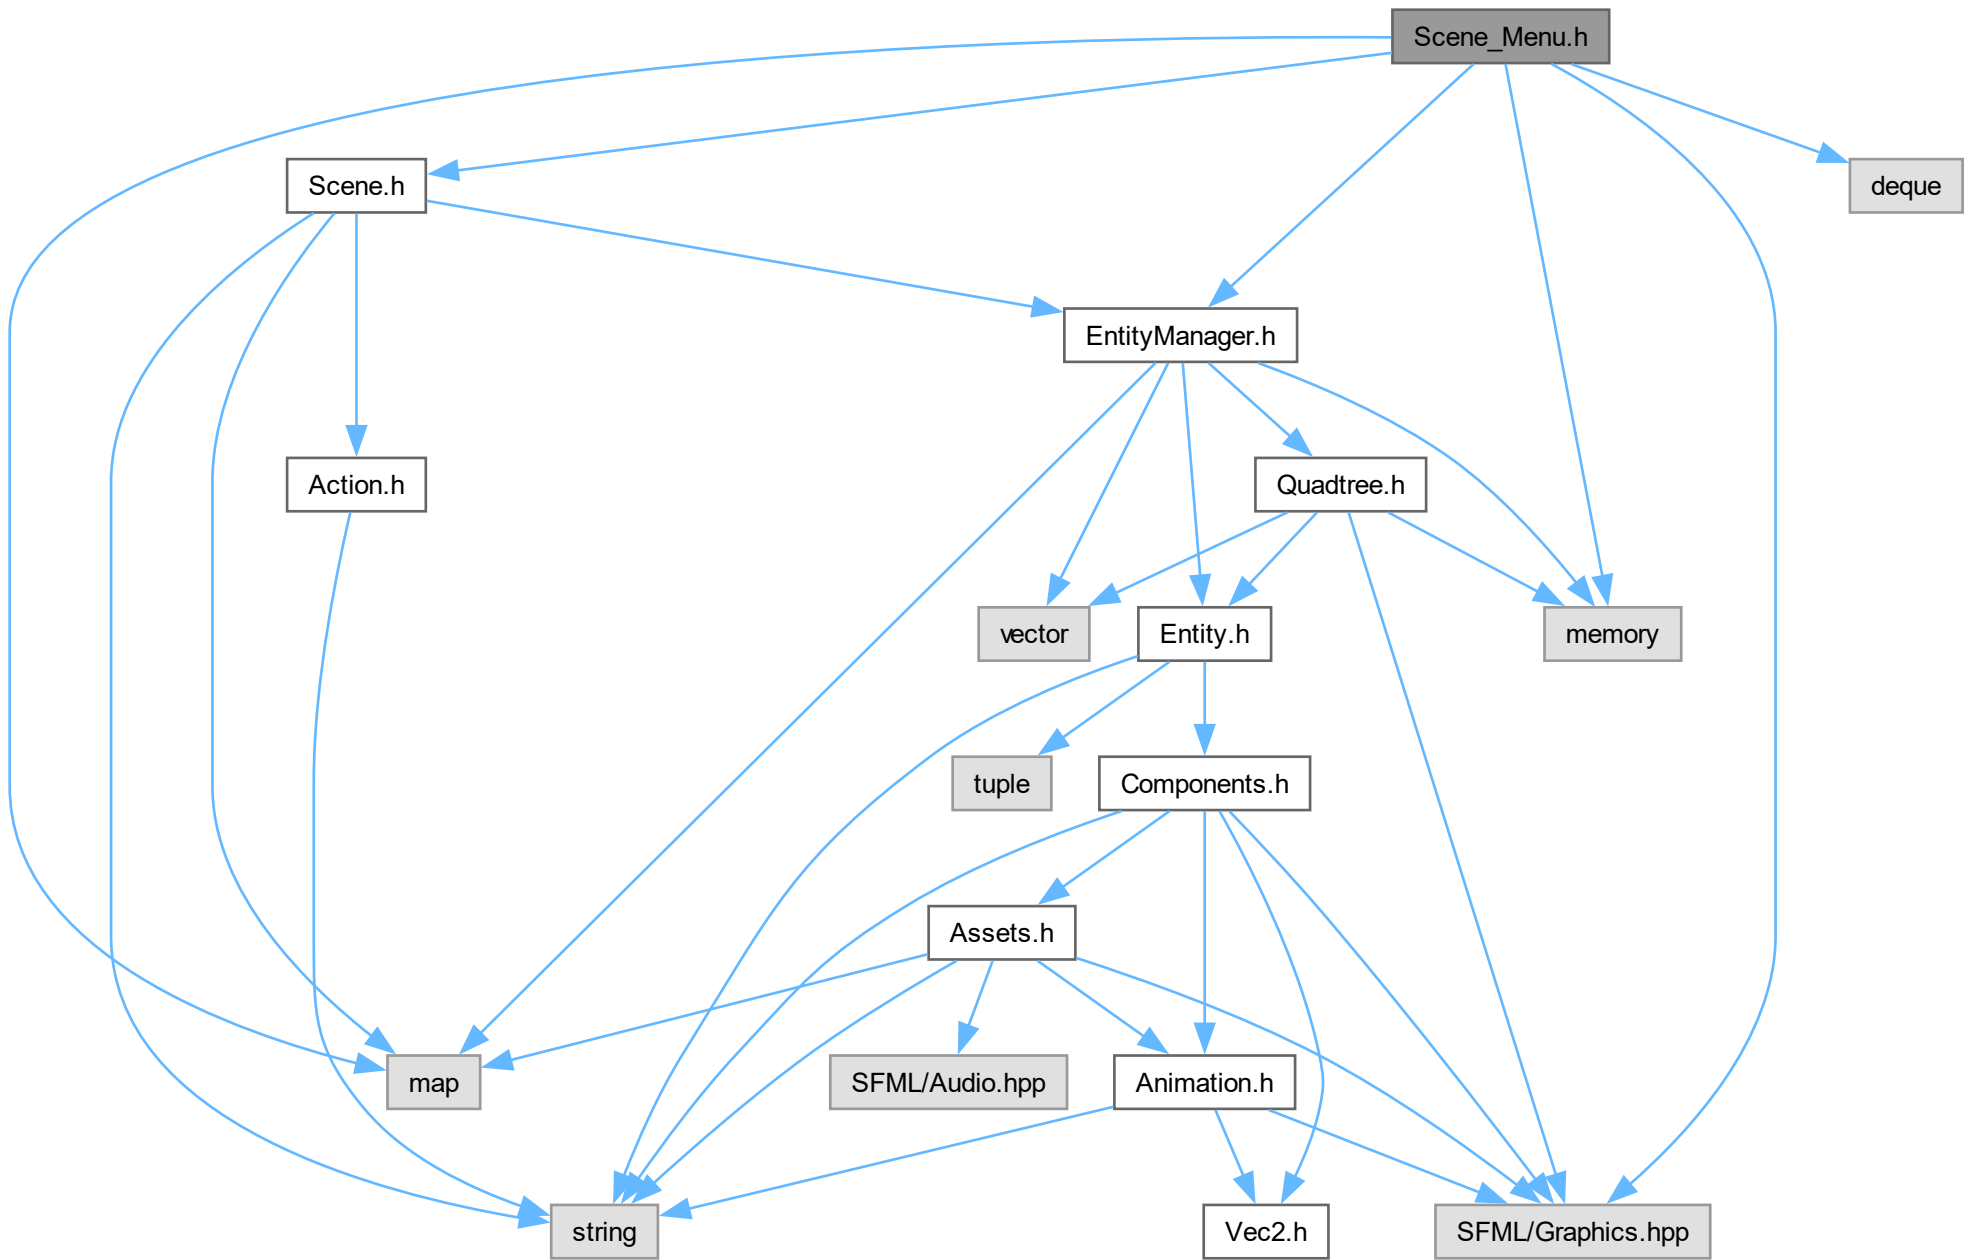 Scene_Menu.h
Scene.h
deque
EntityManager.h
Action.h
Quadtree.h
vector
Entity.h
memory
tuple
Components.h
Assets.h
map
SFML/Audio.hpp
Animation.h
string
Vec2.h
SFML/Graphics.hpp